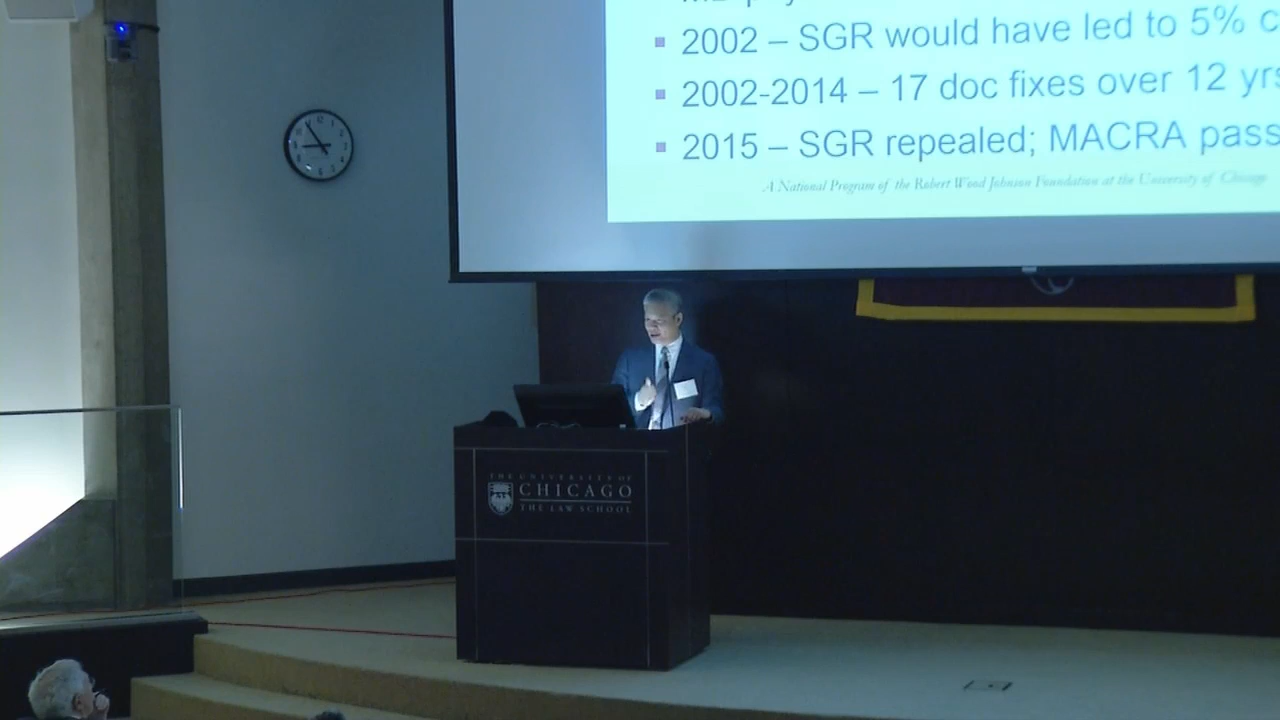 2002 – SGR would have led to 5% c
2002-2014 – 17 doc fixes over 12 yrs
2015 – SGR repealed; MACRA pass
A National Program of the Robert Wood Johnson Foundation at the University of Chicago
THE UNIVERSITY OF
CHICAGO
THE LAW SCHOOL